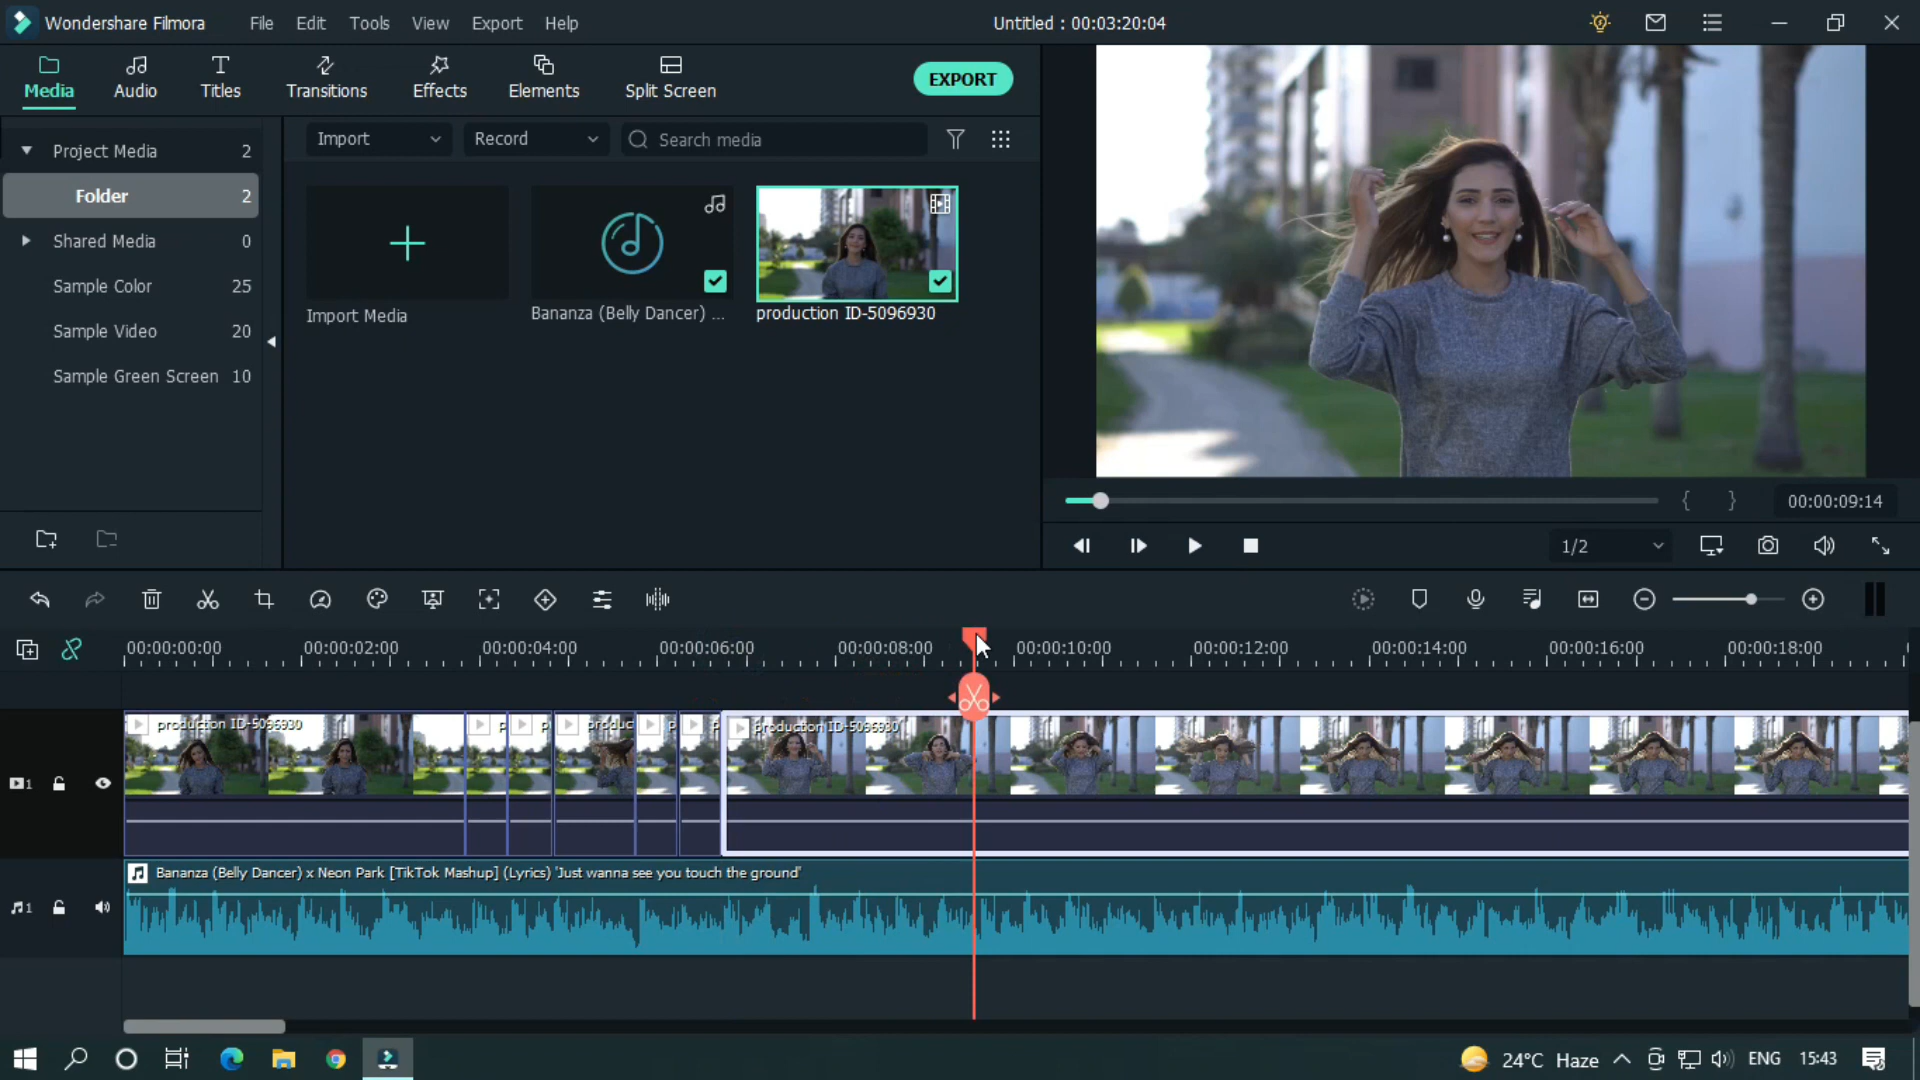 Wondershare Filmora
File Edit Tools View Export Help
Untitled : 00:03:20:04
Media
Audio
Titles
Transitions
Effects
Elements
Split Screen
EXPORT
Project Media 2
Folder 2
Shared Media 0
Sample Color 25
Sample Video 20
Sample Green Screen 10
Import
Record
Search media
Import Media
Bananza (Belly Dancer) ...
production ID-5096930
{ }
00:00:09:14
1/2
00:00:00:00 00:00:02:00 00:00:04:00 00:00:06:00 00:00:08:00 00:00:10:00 00:00:12:00 00:00:14:00 00:00:16:00 00:00:18:00
1
production ID-5096930
p
p
produc
p
p
production ID-5096930
1
Bananza (Belly Dancer) x Neon Park [TikTok Mashup] (Lyrics) 'Just wanna see you touch the ground'
24°C Haze
ENG
15:43